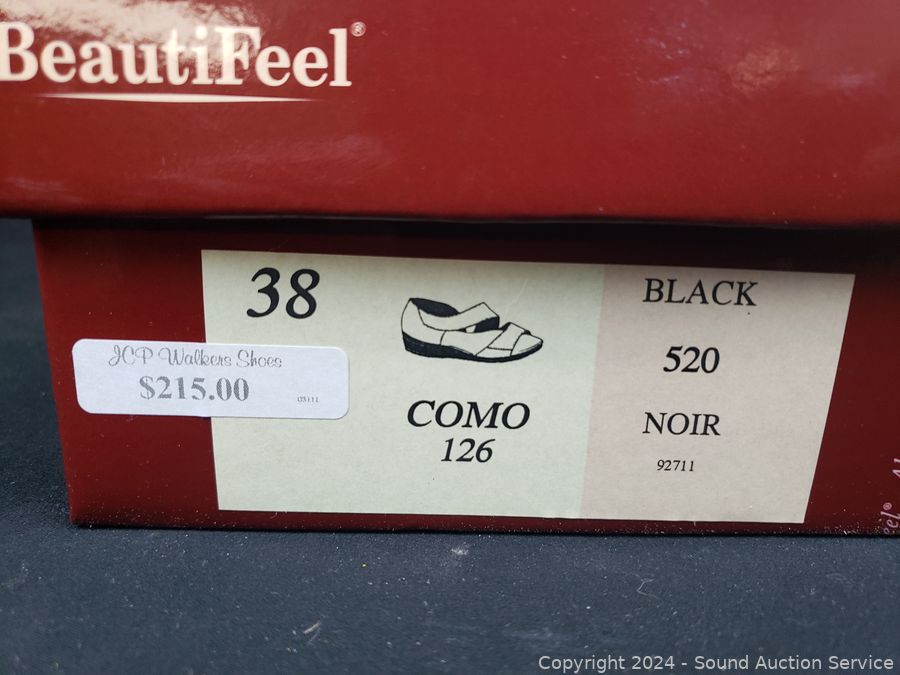 BeautiFeel®
38
JCP Walkers Shoes
$215.00
COMO
126
BLACK
520
NOIR
92711
Copyright 2024 - Sound Auction Service